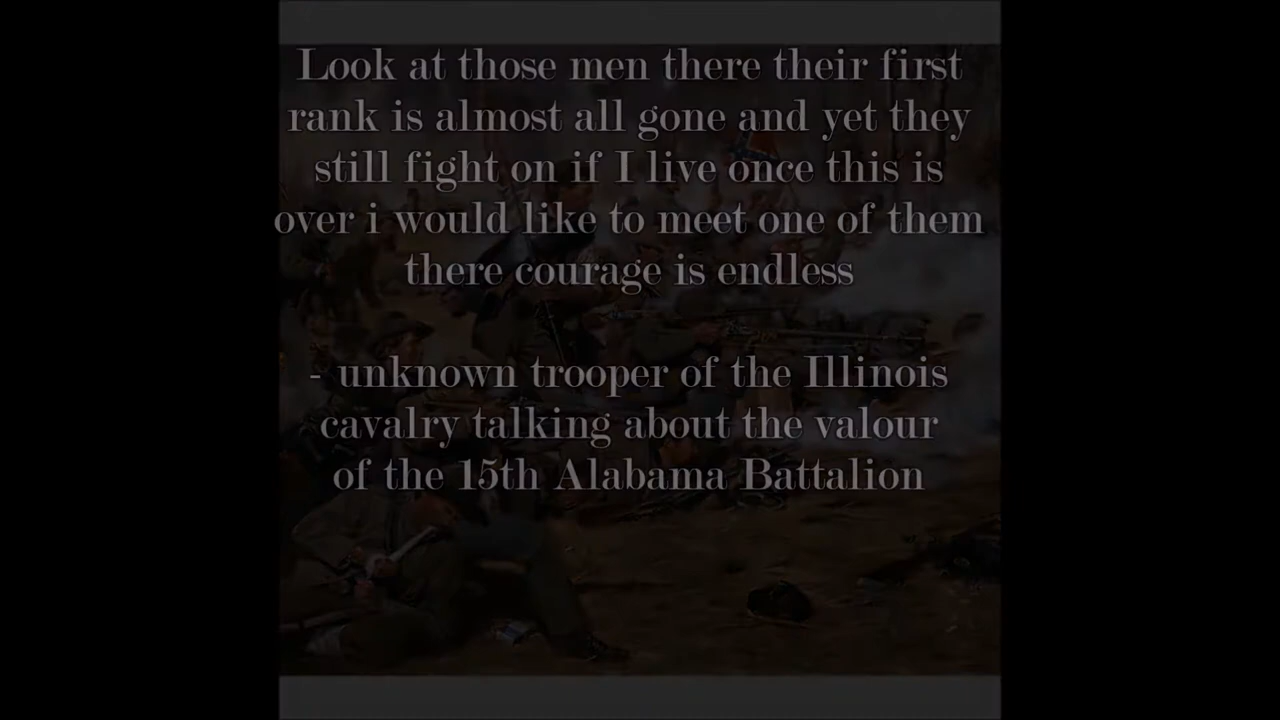 Look at those men there their first
rank is almost all gone and yet they
still fight on if I live once this is
over i would like to meet one of them
there courage is endless
- unknown trooper of the Illinois
cavalry talking about the valour
of the 15th Alabama Battalion